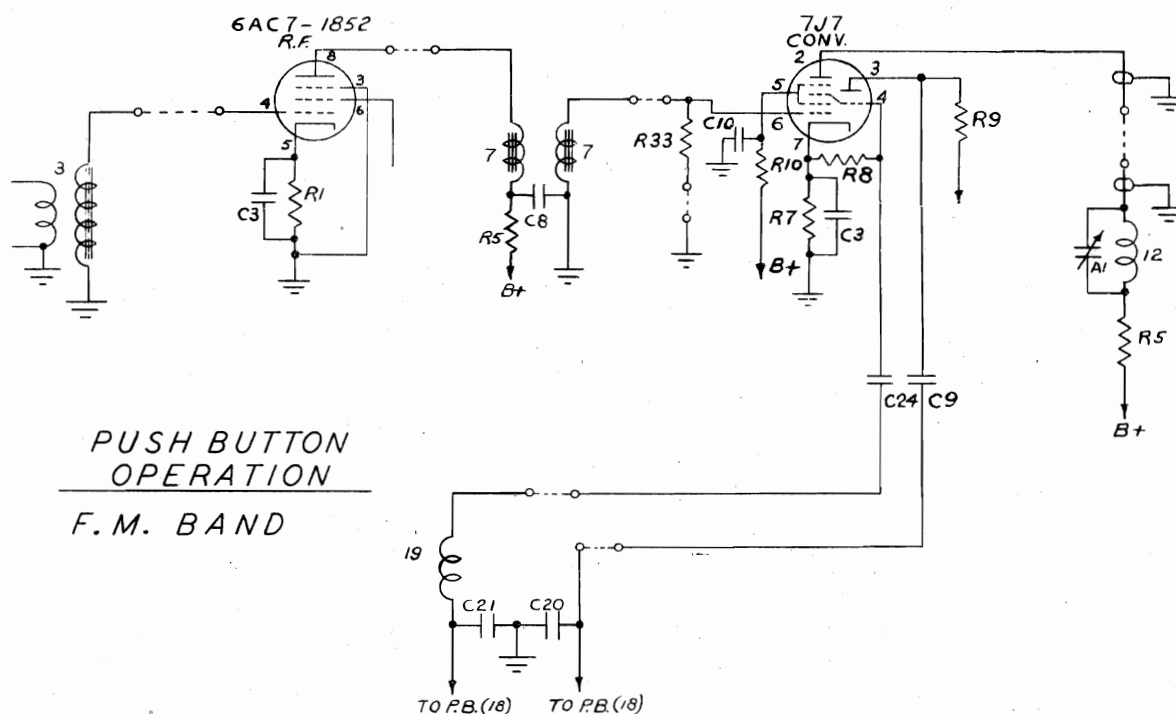 6AC7-1852
R.F.
8
3
4
6
5
3
C3
R1
7
7
C8
R5
B+
R33
C10
7J7
CONV.
2
3
5
4
6
7
R10
R8
R7
C3
B+
R9
A1
12
R5
B+
C24
C9
PUSH BUTTON
OPERATION
F.M. BAND
19
C21
C20
TO P.B.(18)
TO P.B.(18)